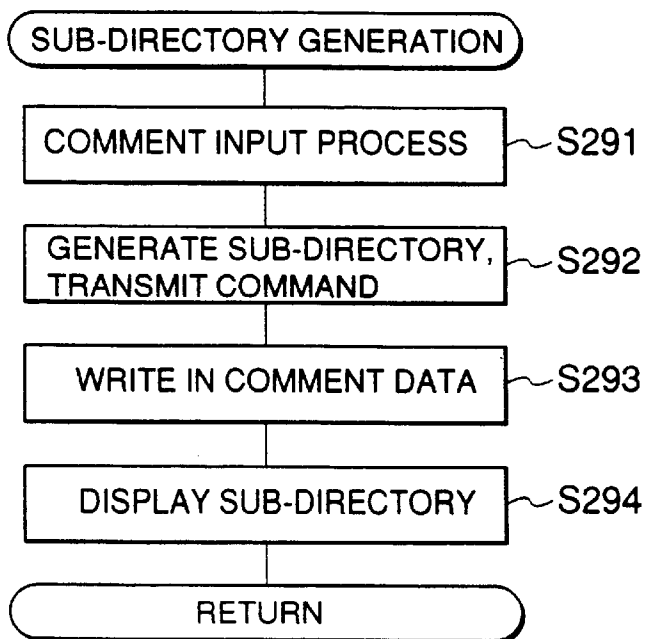 SUB-DIRECTORY GENERATION
COMMENT INPUT PROCESS
S291
GENERATE SUB-DIRECTORY,
TRANSMIT COMMAND
S292
WRITE IN COMMENT DATA
S293
DISPLAY SUB-DIRECTORY
S294
RETURN